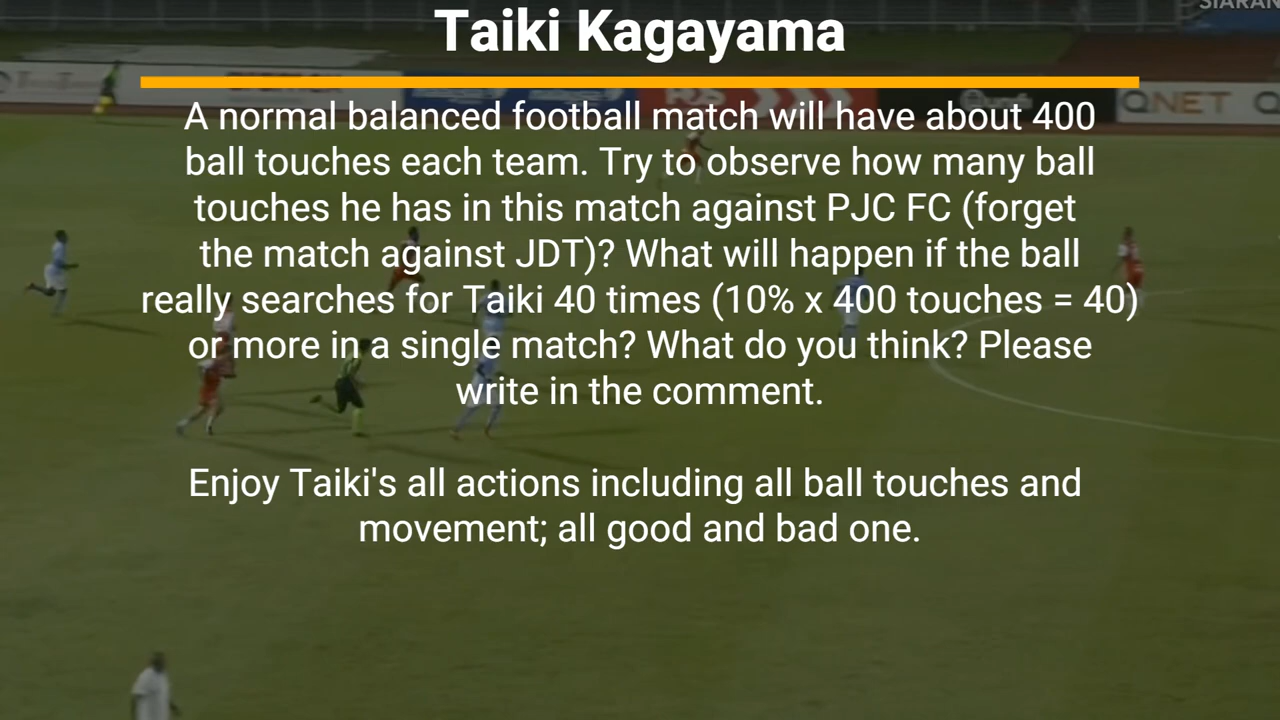 SIARAN
Taiki Kagayama
QNET Q
A normal balanced football match will have about 400
ball touches each team. Try to observe how many ball
touches he has in this match against PJC FC (forget
the match against JDT)? What will happen if the ball
really searches for Taiki 40 times (10% x 400 touches = 40)
or more in a single match? What do you think? Please
write in the comment.
Enjoy Taiki's all actions including all ball touches and
movement; all good and bad one.